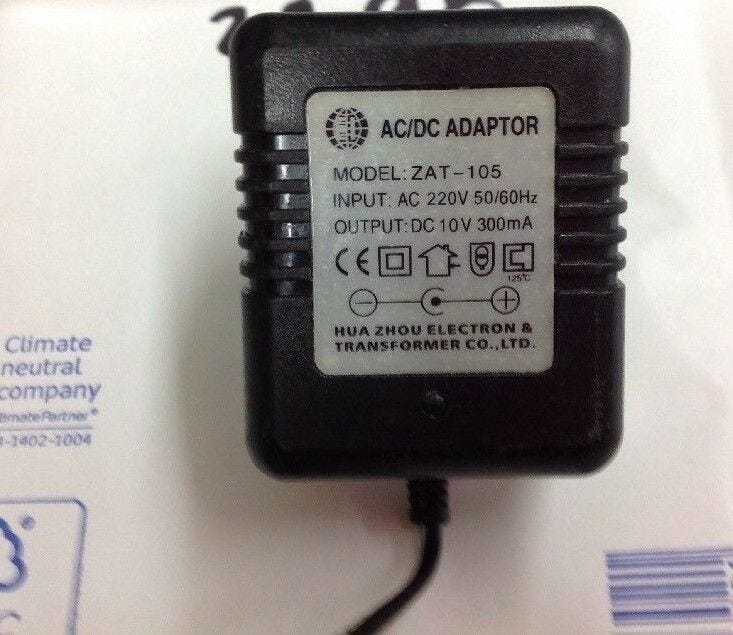 AC/DC ADAPTOR
MODEL: ZAT-105
INPUT: AC 220V 50/60Hz
OUTPUT: DC 10V 300mA
CE
125℃
HUA ZHOU ELECTRON &
TRANSFORMER CO., LTD.
Climate
neutral
company
ClimatePartner°
-1402-1004
®